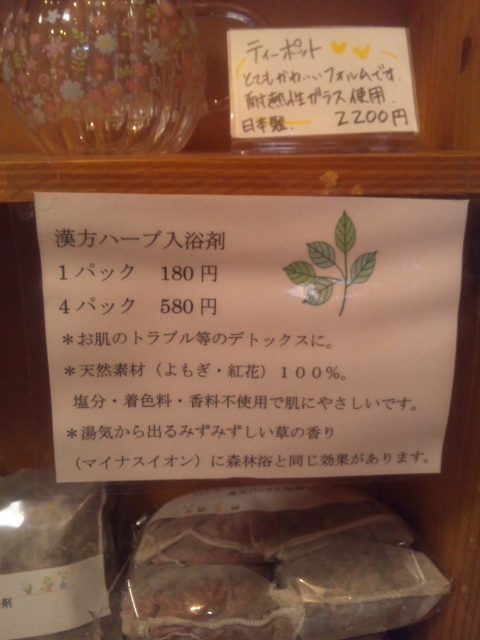 ティーポット
とてもかわいいフォルムです.
耐熱性ガラス使用.
日本製. 2200円
漢方ハーブ入浴剤
1パック 180円
4パック 580円
＊お肌のトラブル等のデトックスに。
＊天然素材（よもぎ・紅花）１００％。
塩分・着色料・香料不使用で肌にやさしいです。
＊湯気から出るみずみずしい草の香り
（マイナスイオン）に森林浴と同じ効果があります。